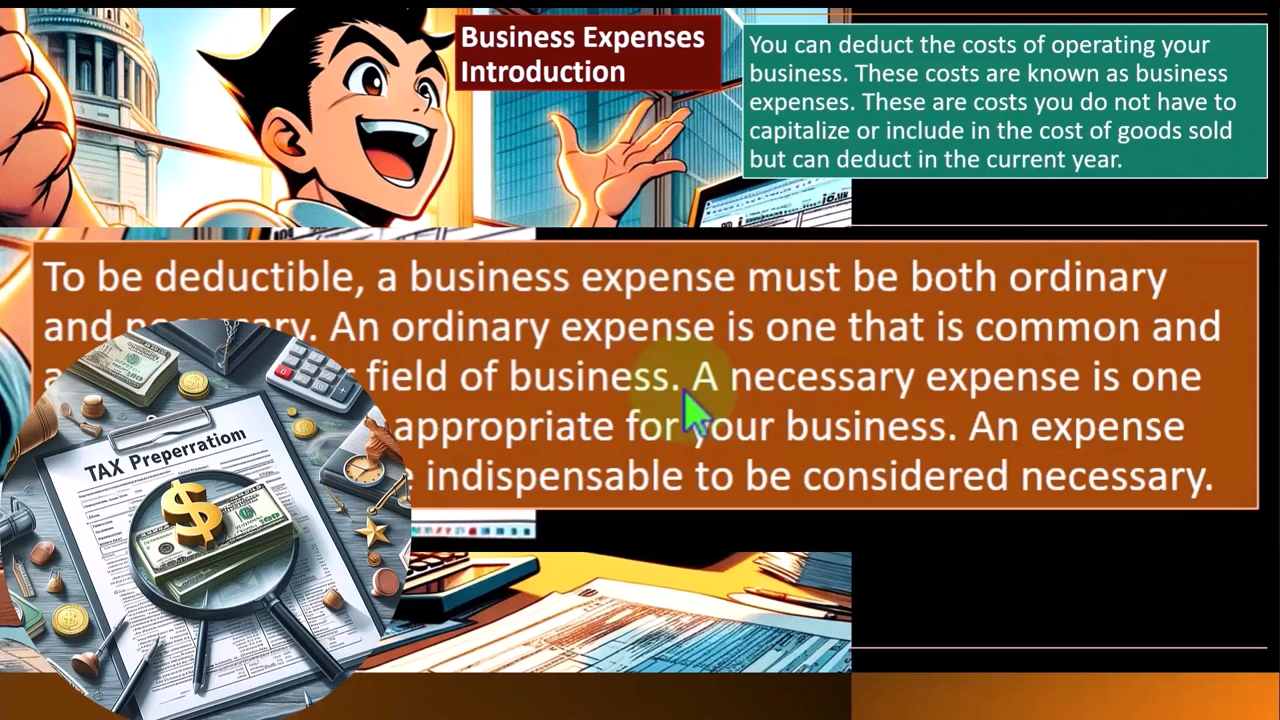 Business Expenses
Introduction
You can deduct the costs of operating your
business. These costs are known as business
expenses. These are costs you do not have to
capitalize or include in the cost of goods sold
but can deduct in the current year.
To be deductible, a business expense must be both ordinary
and An ordinary expense is one that is common and
field of business. A necessary expense is one
appropriate for your business. An expense
indispensable to be considered necessary.
TAX Preperratiom